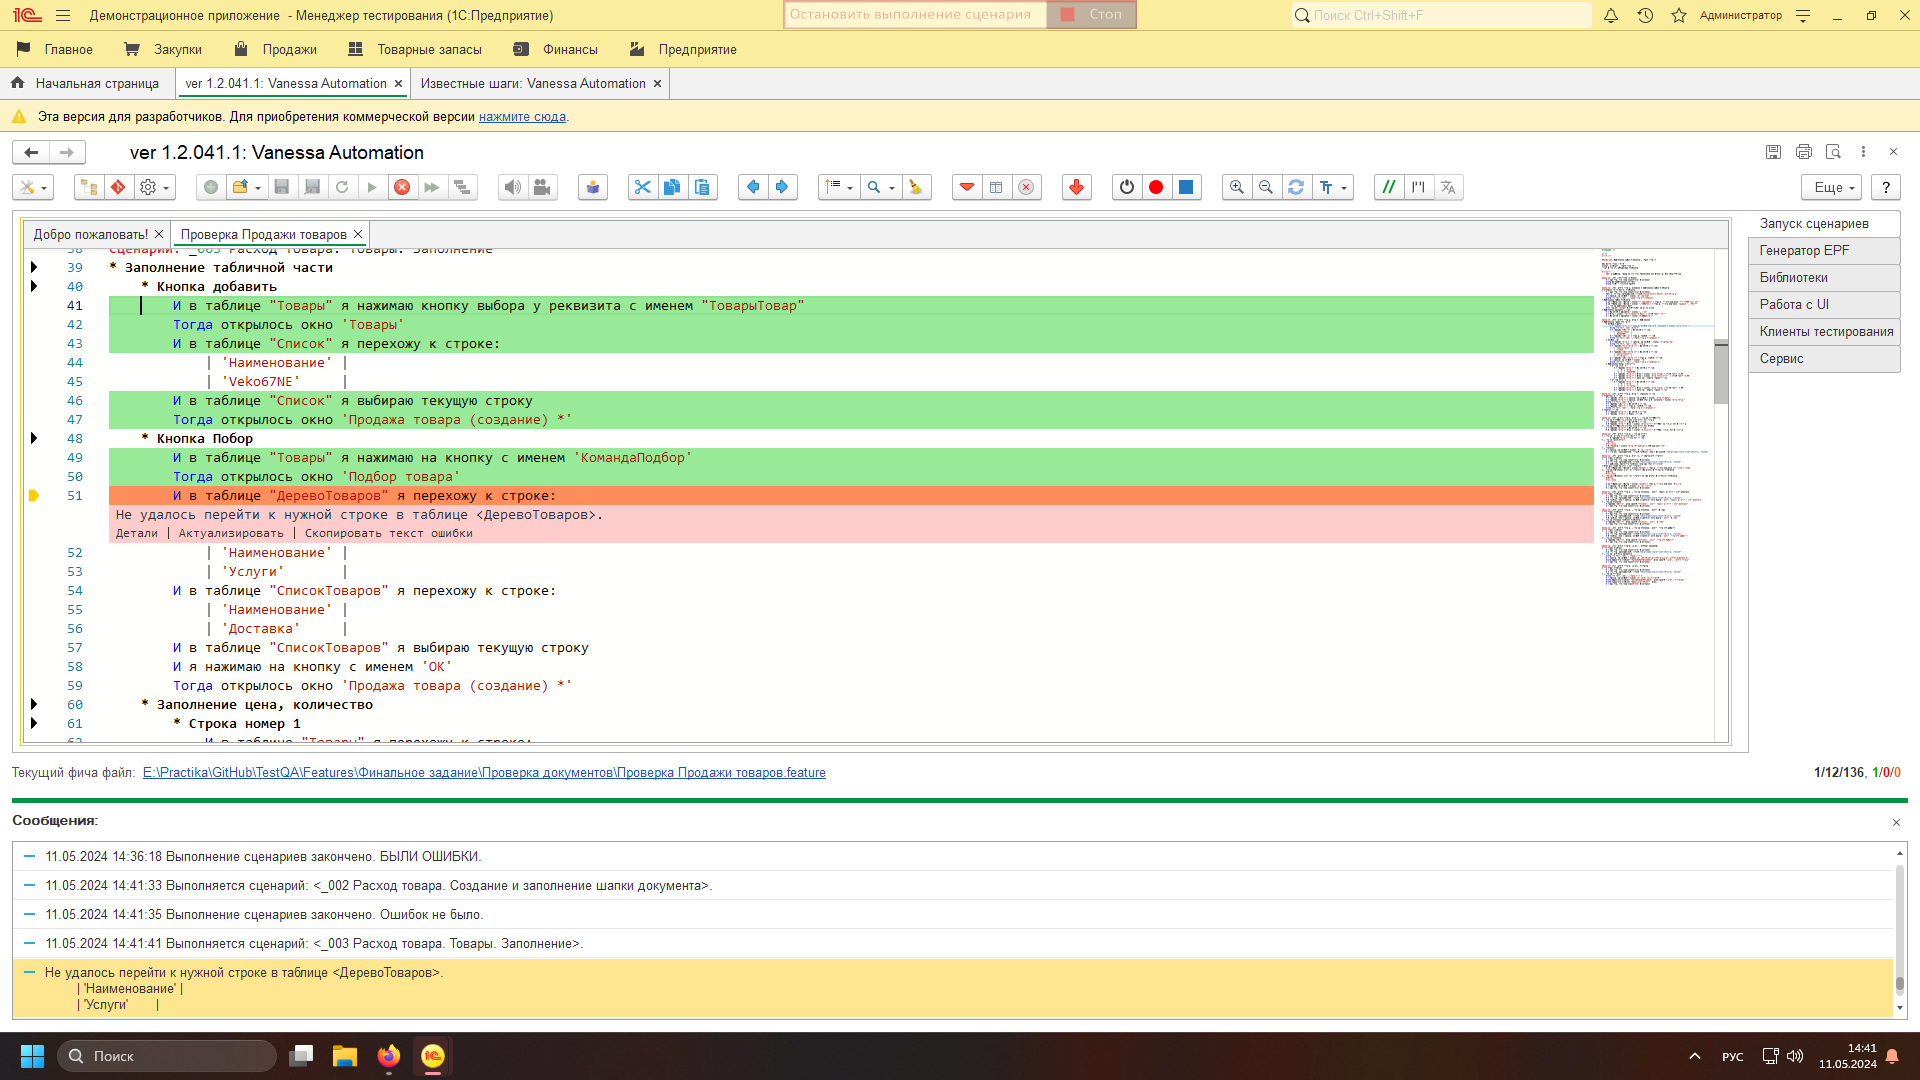 Демонстрационное приложение - Менеджер тестирования (1С:Предприятие)
Остановить выполнение сценария
Стоп
Поиск Ctrl+Shift+F
Администратор
Главное
Закупки
Продажи
Товарные запасы
Финансы
Предприятие
Начальная страница
ver 1.2.041.1: Vanessa Automation
Известные шаги: Vanessa Automation
Эта версия для разработчиков. Для приобретения коммерческой версии нажмите сюда.
ver 1.2.041.1: Vanessa Automation
Еще
?
Добро пожаловать!
Проверка Продажи товаров
38 Сценарий: _003 Расход товара. Товары. Заполнение
39 * Заполнение табличной части
40 * Кнопка добавить
41 И в таблице "Товары" я нажимаю кнопку выбора у реквизита с именем "ТоварыТовар"
42 Тогда открылось окно 'Товары'
43 И в таблице "Список" я перехожу к строке:
44 | 'Наименование' |
45 | 'Veko67NE' |
46 И в таблице "Список" я выбираю текущую строку
47 Тогда открылось окно 'Продажа товара (создание) *'
48 * Кнопка Побор
49 И в таблице "Товары" я нажимаю на кнопку с именем 'КомандаПодбор'
50 Тогда открылось окно 'Подбор товара'
51 И в таблице "ДеревоТоваров" я перехожу к строке:
Не удалось перейти к нужной строке в таблице <ДеревоТоваров>.
Детали | Актуализировать | Скопировать текст ошибки
52 | 'Наименование' |
53 | 'Услуги' |
54 И в таблице "СписокТоваров" я перехожу к строке:
55 | 'Наименование' |
56 | 'Доставка' |
57 И в таблице "СписокТоваров" я выбираю текущую строку
58 И я нажимаю на кнопку с именем 'ОК'
59 Тогда открылось окно 'Продажа товара (создание) *'
60 * Заполнение цена, количество
61 * Строка номер 1
62 И в таблице "Товары" я перехожу к строке:
Запуск сценариев
Генератор EPF
Библиотеки
Работа с UI
Клиенты тестирования
Сервис
Текущий фича файл: E:\Practika\GitHub\TestQA\Features\Финальное задание\Проверка документов\Проверка Продажи товаров.feature
1/12/136, 1/0/0
Сообщения:
11.05.2024 14:36:18 Выполнение сценариев закончено. БЫЛИ ОШИБКИ.
11.05.2024 14:41:33 Выполняется сценарий: <_002 Расход товара. Создание и заполнение шапки документа>.
11.05.2024 14:41:35 Выполнение сценариев закончено. Ошибок не было.
11.05.2024 14:41:41 Выполняется сценарий: <_003 Расход товара. Товары. Заполнение>.
Не удалось перейти к нужной строке в таблице <ДеревоТоваров>.
| 'Наименование' |
| 'Услуги' |
Поиск
РУС
14:41
11.05.2024